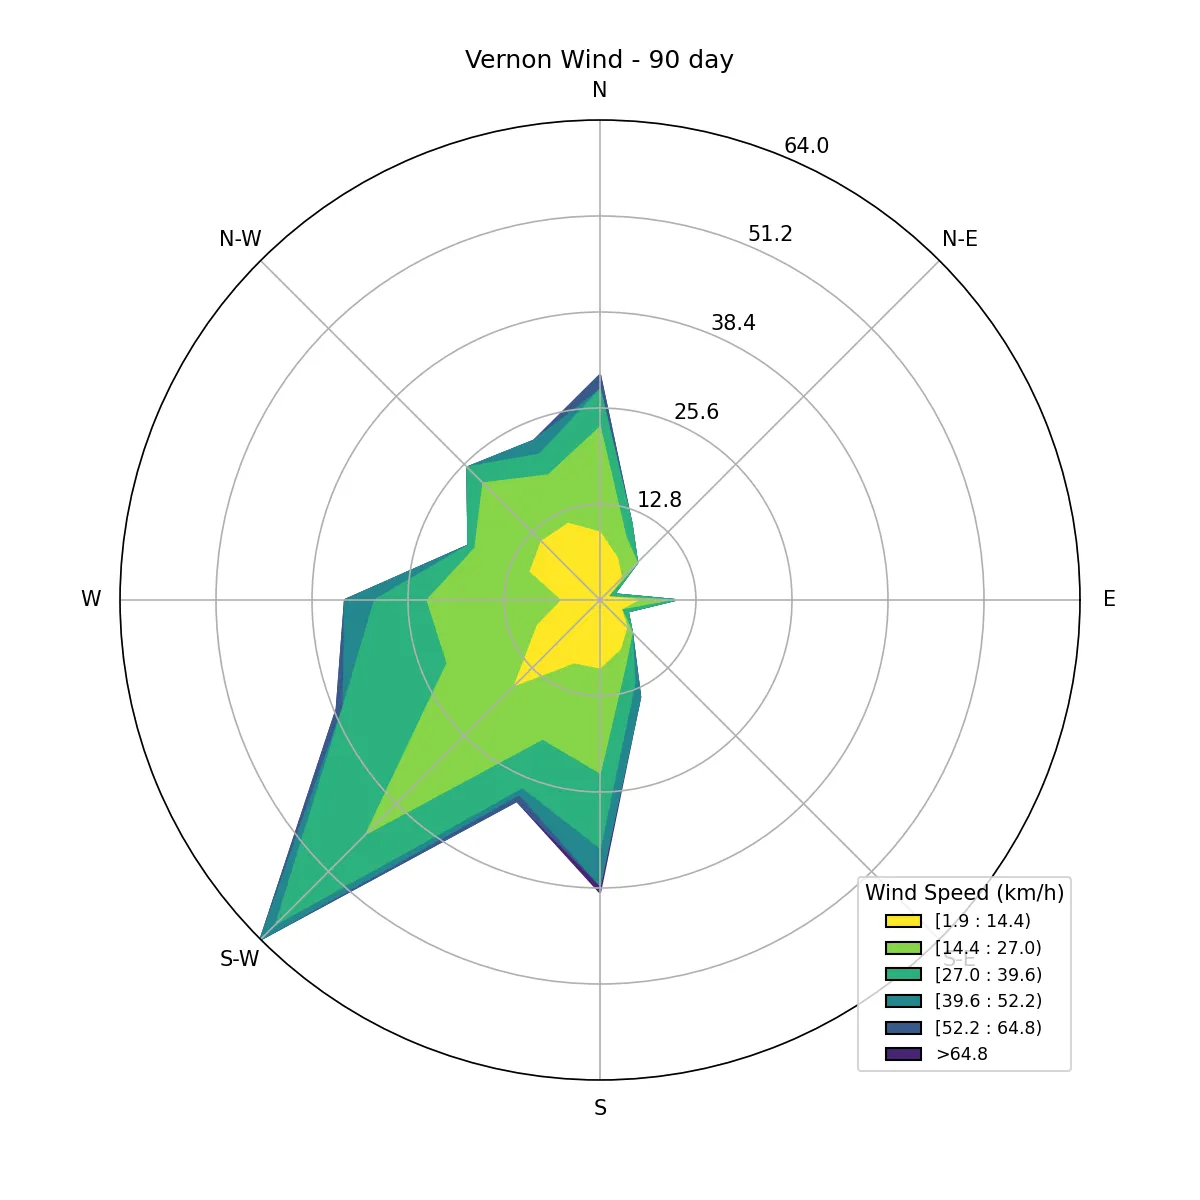 Vernon Wind - 90 day
N
64.0
51.2
N-W
N-E
38.4
25.6
12.8
W
E
Wind Speed (km/h)
[1.9 : 14.4)
[14.4 : 27.0)
S-W
S-E
[27.0 : 39.6)
[39.6 : 52.2)
[52.2 : 64.8)
>64.8
S